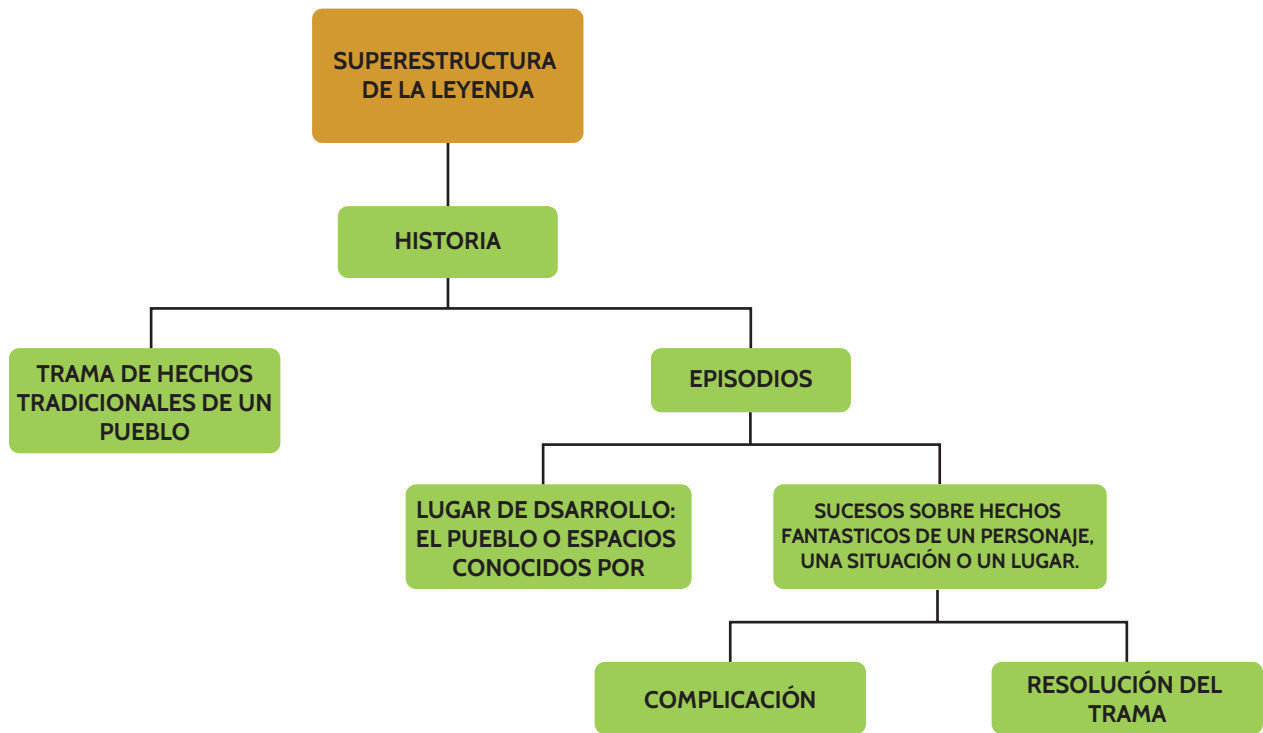 SUPERESTRUCTURA
DE LA LEYENDA
HISTORIA
TRAMA DE HECHOS
TRADICIONALES DE UN
PUEBLO
EPISODIOS
LUGAR DE DSARROLLO:
EL PUEBLO O ESPACIOS
CONOCIDOS POR
SUCESOS SOBRE HECHOS
FANTASTICOS DE UN PERSONAJE,
UNA SITUACIÓN O UN LUGAR.
COMPLICACIÓN
RESOLUCIÓN DEL
TRAMA